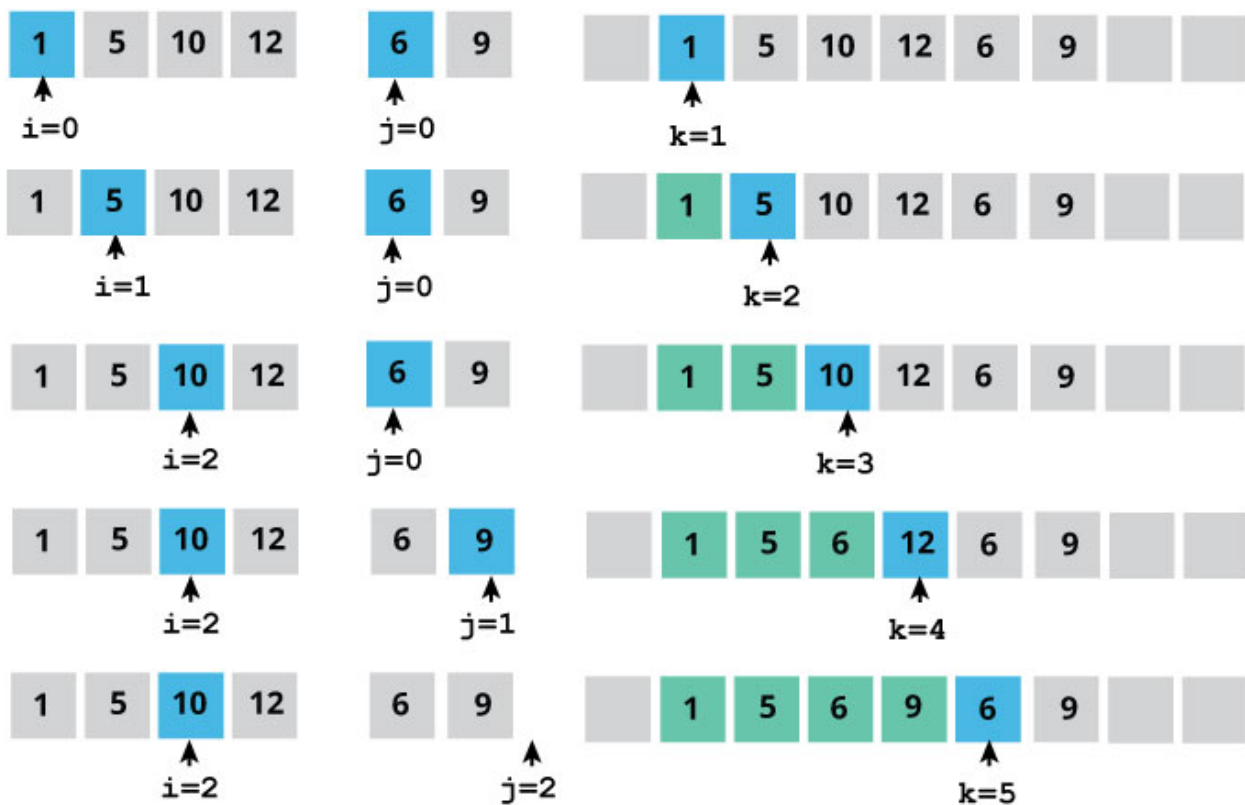 1 5 10 12 6 9 1 5 10 12 6 9
i=0 j=0 k=1
1 5 10 12 6 9 1 5 10 12 6 9
i=1 j=0 k=2
1 5 10 12 6 9 1 5 10 12 6 9
i=2 j=0 k=3
1 5 10 12 6 9 1 5 6 12 6 9
i=2 j=1 k=4
1 5 10 12 6 9 1 5 6 9 6 9
i=2 j=2 k=5